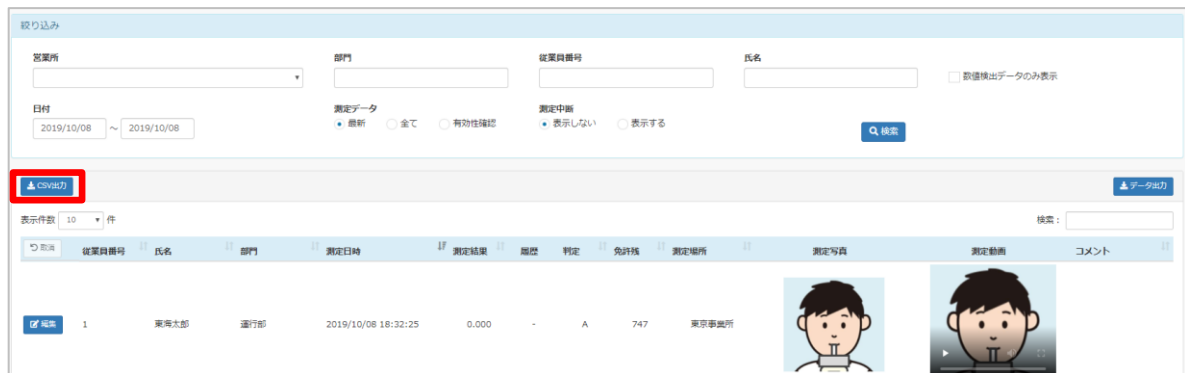 絞り込み
営業所 部門 従業員番号 氏名
数値検出データのみ表示
日付 測定データ 測定中断
2019/10/08 ～ 2019/10/08 最新 全て 有効性確認 表示しない 表示する 検索
CSV出力 データ出力
表示件数 10 件 検索：
取消 従業員番号 氏名 部門 測定日時 測定結果 履歴 判定 免許残 測定場所 測定写真 測定動画 コメント
編集 1 東海太郎 運行部 2019/10/08 18:32:25 0.000 - A 747 東京事業所